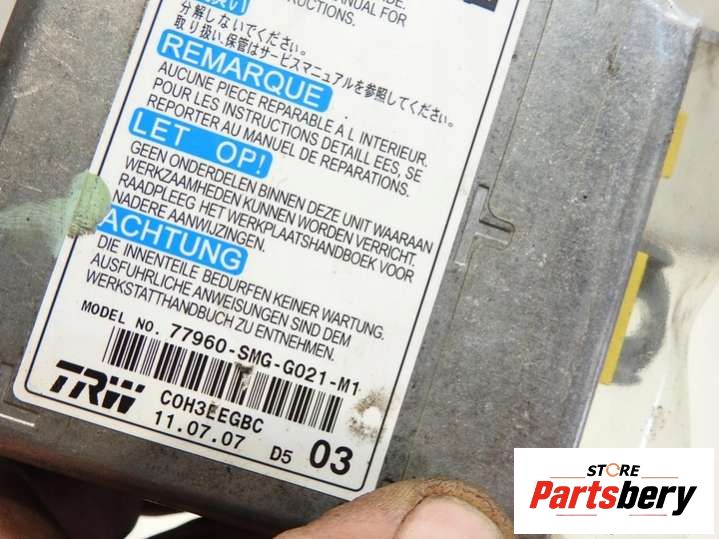 MANUAL FOR
INSTRUCTIONS.
扱い
分解しないでください。
取り扱い、保管はサービスマニュアルを参照してください。
REMARQUE
AUCUNE PIECE REPARABLE A L INTERIEUR.
POUR LES INSTRUCTIONS DETAILL EES, SE
REPORTER AU MANUEL DE REPARATIONS.
LET OP!
GEEN ONDERDELEN BINNEN DEZE UNIT WAARAAN
WERKZAAMHEDEN KUNNEN WORDEN VERRICHT.
RAADPLEEG HET WERKPLAATSHANDBOEK VOOR
NADERE AANWIJZINGEN.
ACHTUNG
DIE INNENTEILE BEDURFEN KEINER WARTUNG.
AUSFUHRLICHE ANWEISUNGEN SIND DEM
WERKSTATTHANDBUCH ZU ENTNEHMEN.
MODEL NO. 77960-SMG-G021-M1
TRW
C0H3EEGBC
11.07.07 D5 03
STORE
Partsbery